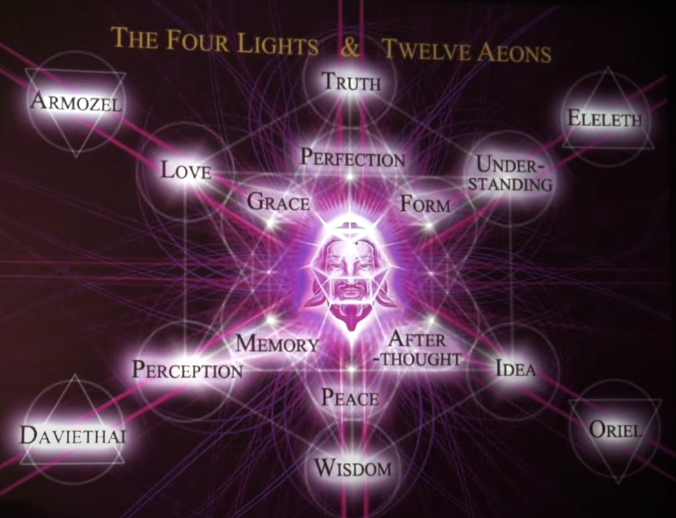 THE FOUR LIGHTS & TWELVE AEONS
TRUTH
ARMOZEL
ELELETH
PERFECTION
LOVE
UNDER-
STANDING
GRACE
FORM
MEMORY
AFTER
-THOUGHT
PERCEPTION
IDEA
PEACE
DAVIETHAI
ORIEL
WISDOM